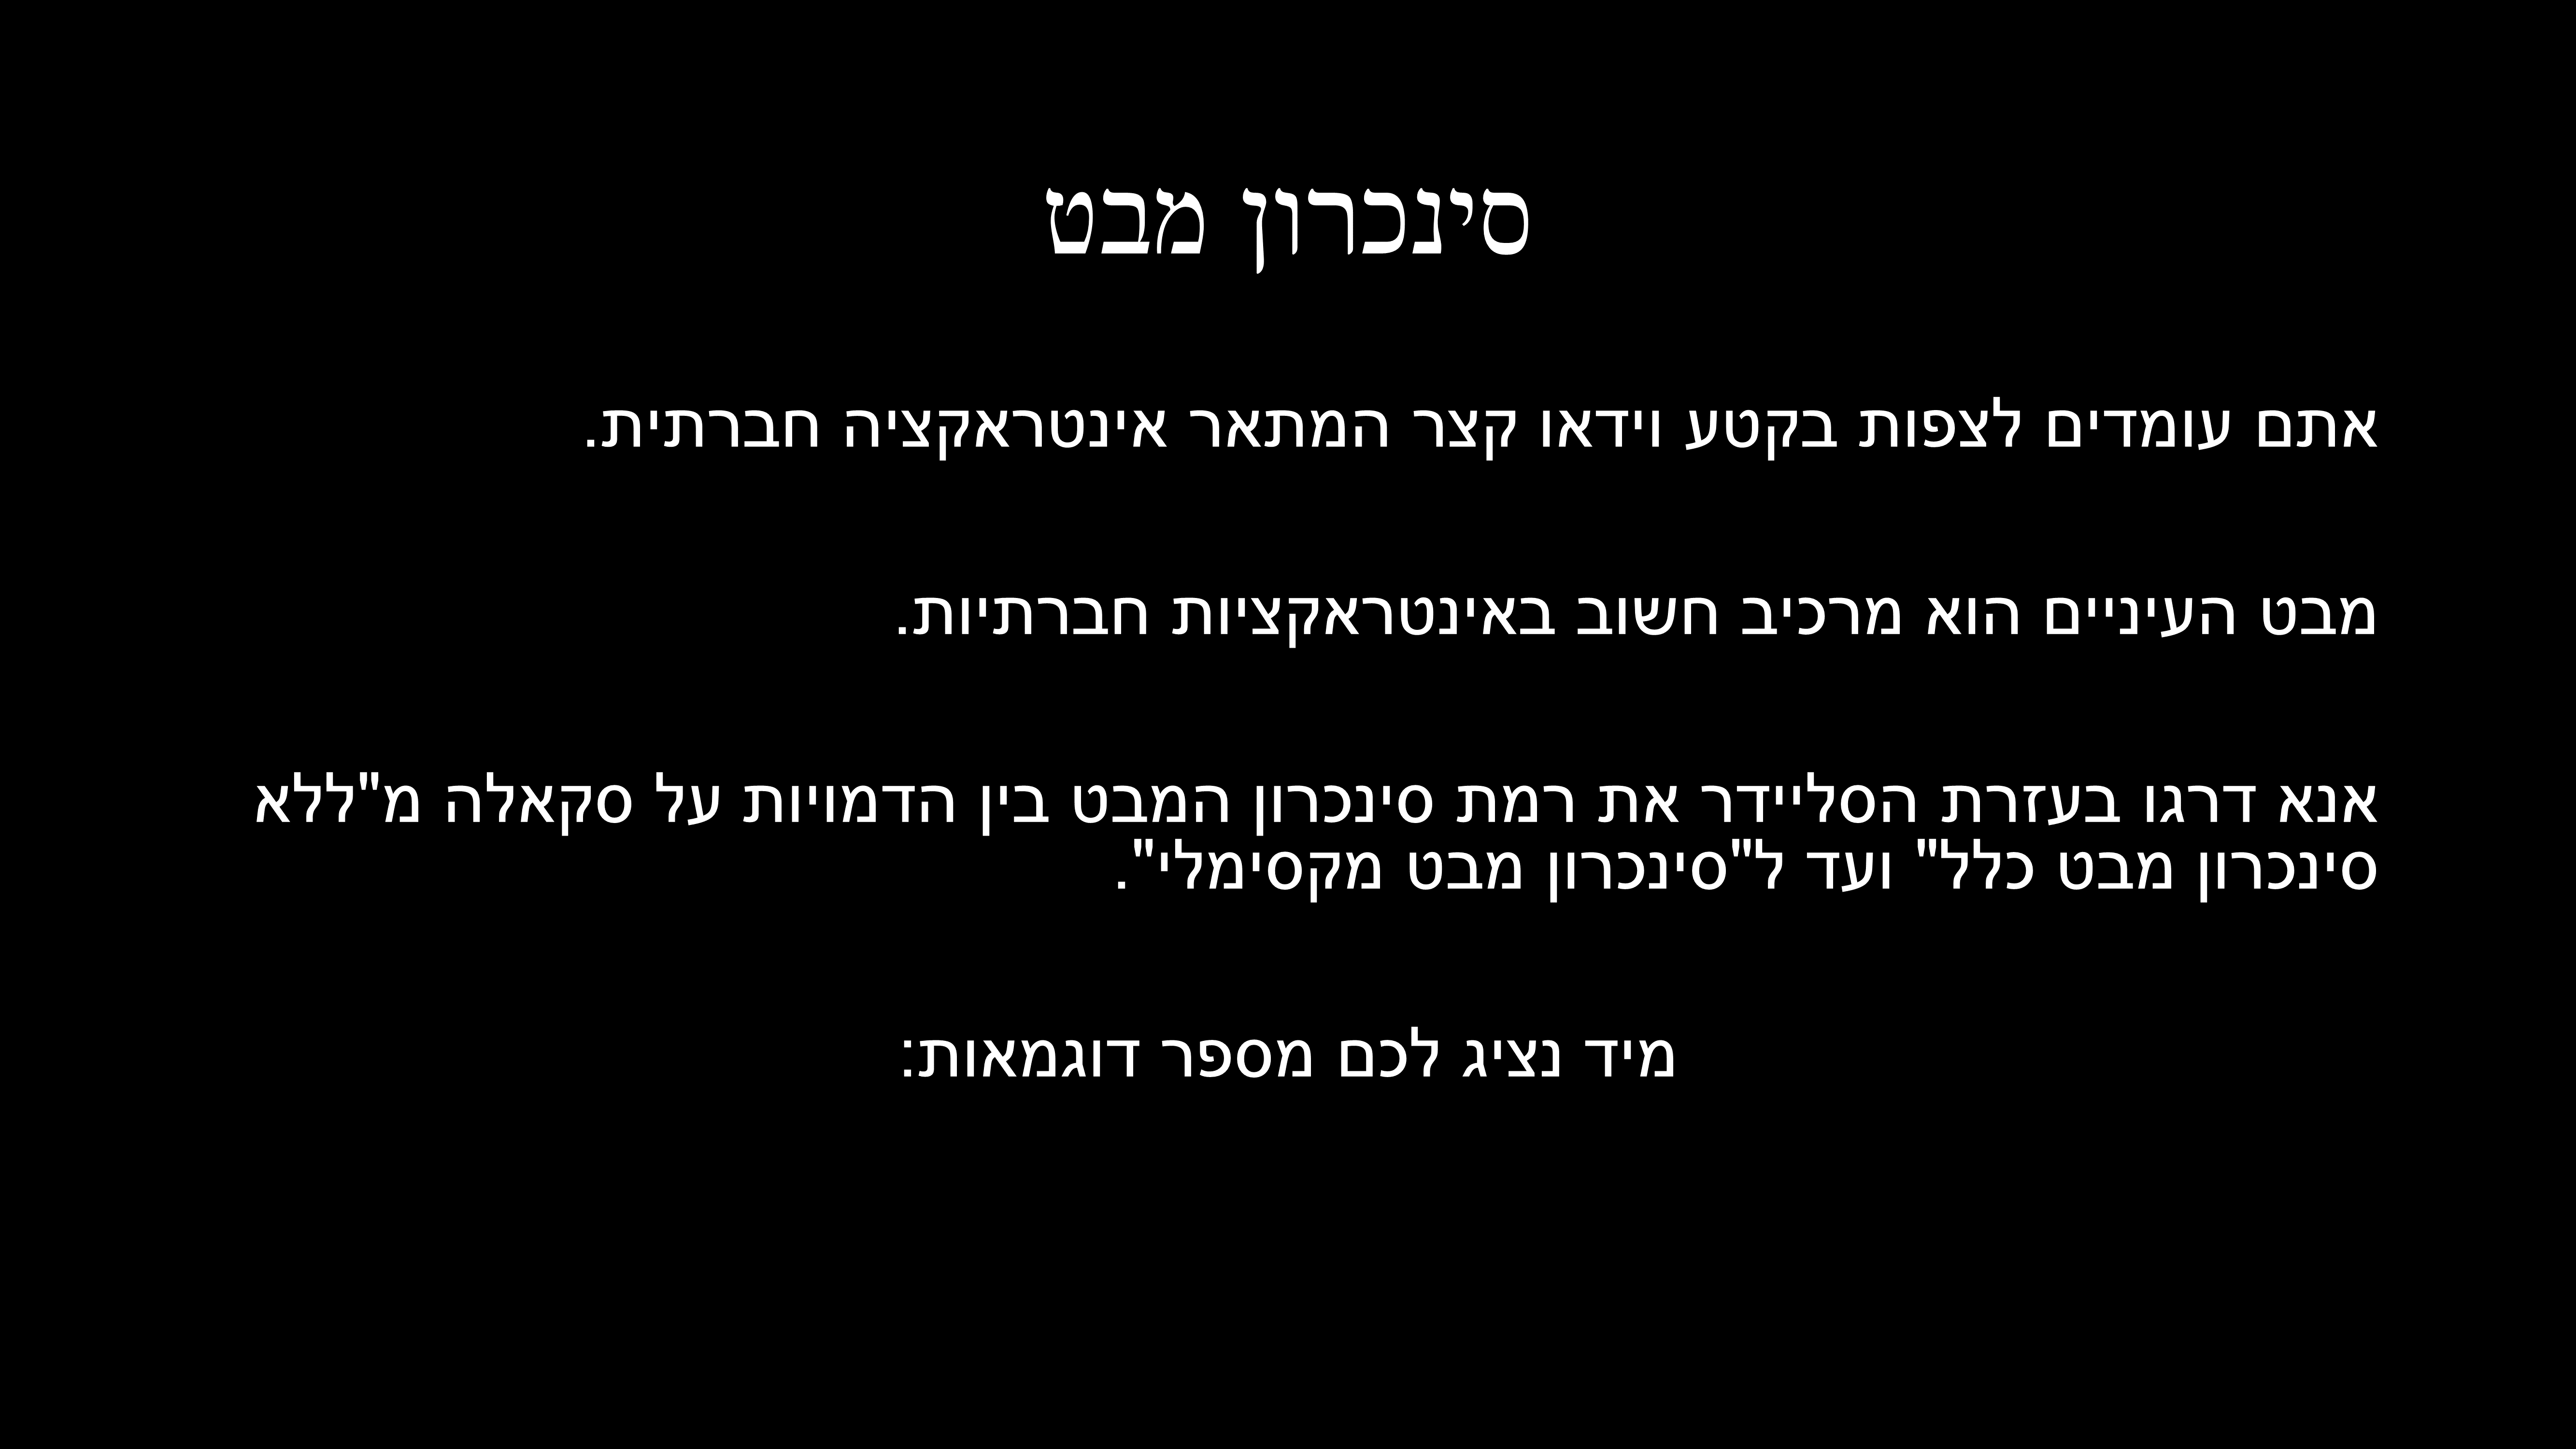 סינכרון מבט
אתם עומדים לצפות בקטע וידאו קצר המתאר אינטראקציה חברתית.
מבט העיניים הוא מרכיב חשוב באינטראקציות חברתיות.
אנא דרגו בעזרת הסליידר את רמת סינכרון המבט בין הדמויות על סקאלה מ"ללא
סינכרון מבט כלל" ועד ל"סינכרון מבט מקסימלי".
מיד נציג לכם מספר דוגמאות: